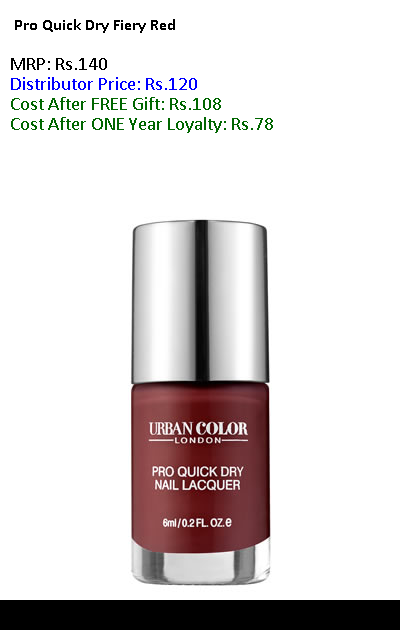 Pro Quick Dry Fiery Red
MRP: Rs.140
Distributor Price: Rs.120
Cost After FREE Gift: Rs.108
Cost After ONE Year Loyalty: Rs.78
URBAN COLOR
LONDON
PRO QUICK DRY
NAIL LACQUER
6ml/0.2 FL. OZ.e